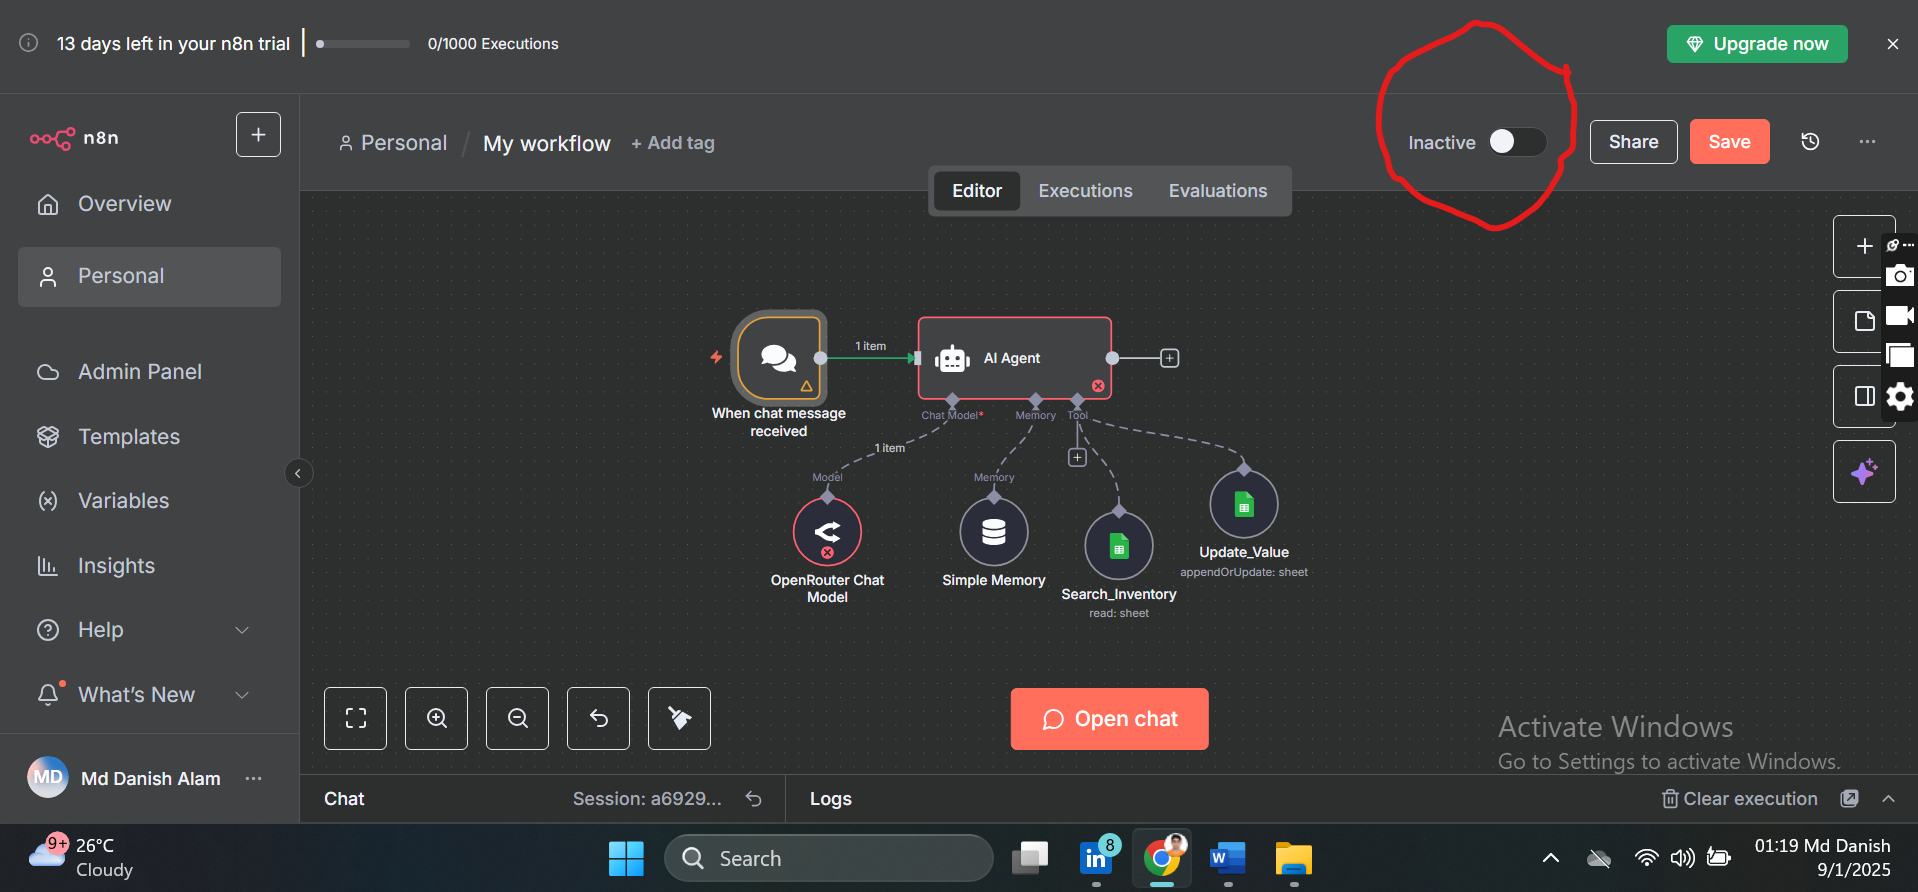 13 days left in your n8n trial
0/1000 Executions
Upgrade now
n8n
Personal / My workflow + Add tag
Inactive
Share
Save
Editor
Executions
Evaluations
Overview
Personal
Admin Panel
Templates
Variables
Insights
Help
What's New
MD
Md Danish Alam
1 item
AI Agent
When chat message
received
Chat Model*
Memory
Tool
1 item
Model
Memory
OpenRouter Chat
Model
Simple Memory
Search_Inventory
read: sheet
Update_Value
appendOrUpdate: sheet
Open chat
Activate Windows
Go to Settings to activate Windows.
Chat
Session: a6929...
Logs
Clear execution
9+
26°C
Cloudy
Search
in
8
W
01:19 Md Danish
9/1/2025